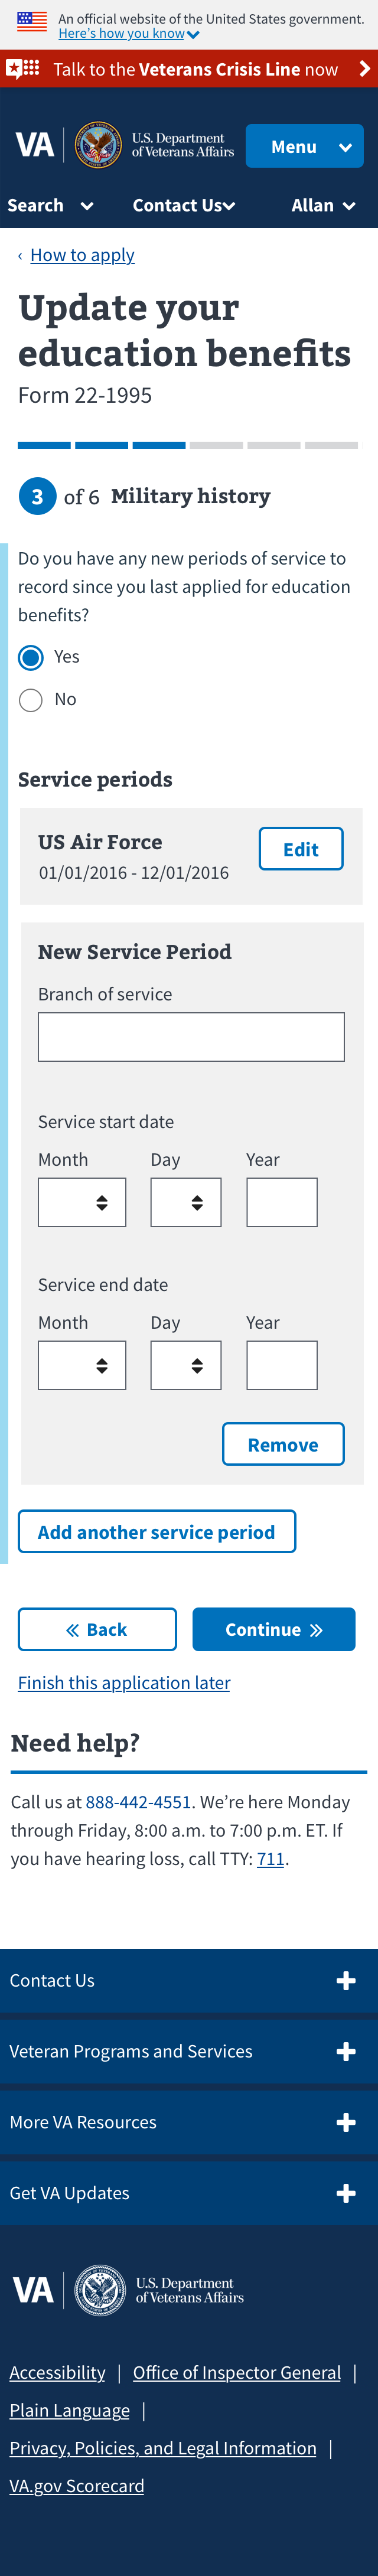 An official website of the United States government.
Here's how you know
Talk to the Veterans Crisis Line now
VA
U.S. Department
of Veterans Affairs
Menu
Search
Contact Us
Allan
‹ How to apply
Update your
education benefits
Form 22-1995
3 of 6 Military history
Do you have any new periods of service to
record since you last applied for education
benefits?
Yes
No
Service periods
US Air Force
01/01/2016 - 12/01/2016
Edit
New Service Period
Branch of service
Service start date
Month Day Year
Service end date
Month Day Year
Remove
Add another service period
« Back
Continue »
Finish this application later
Need help?
Call us at 888-442-4551. We're here Monday
through Friday, 8:00 a.m. to 7:00 p.m. ET. If
you have hearing loss, call TTY: 711.
Contact Us
Veteran Programs and Services
More VA Resources
Get VA Updates
VA
U.S. Department
of Veterans Affairs
Accessibility | Office of Inspector General |
Plain Language |
Privacy, Policies, and Legal Information |
VA.gov Scorecard